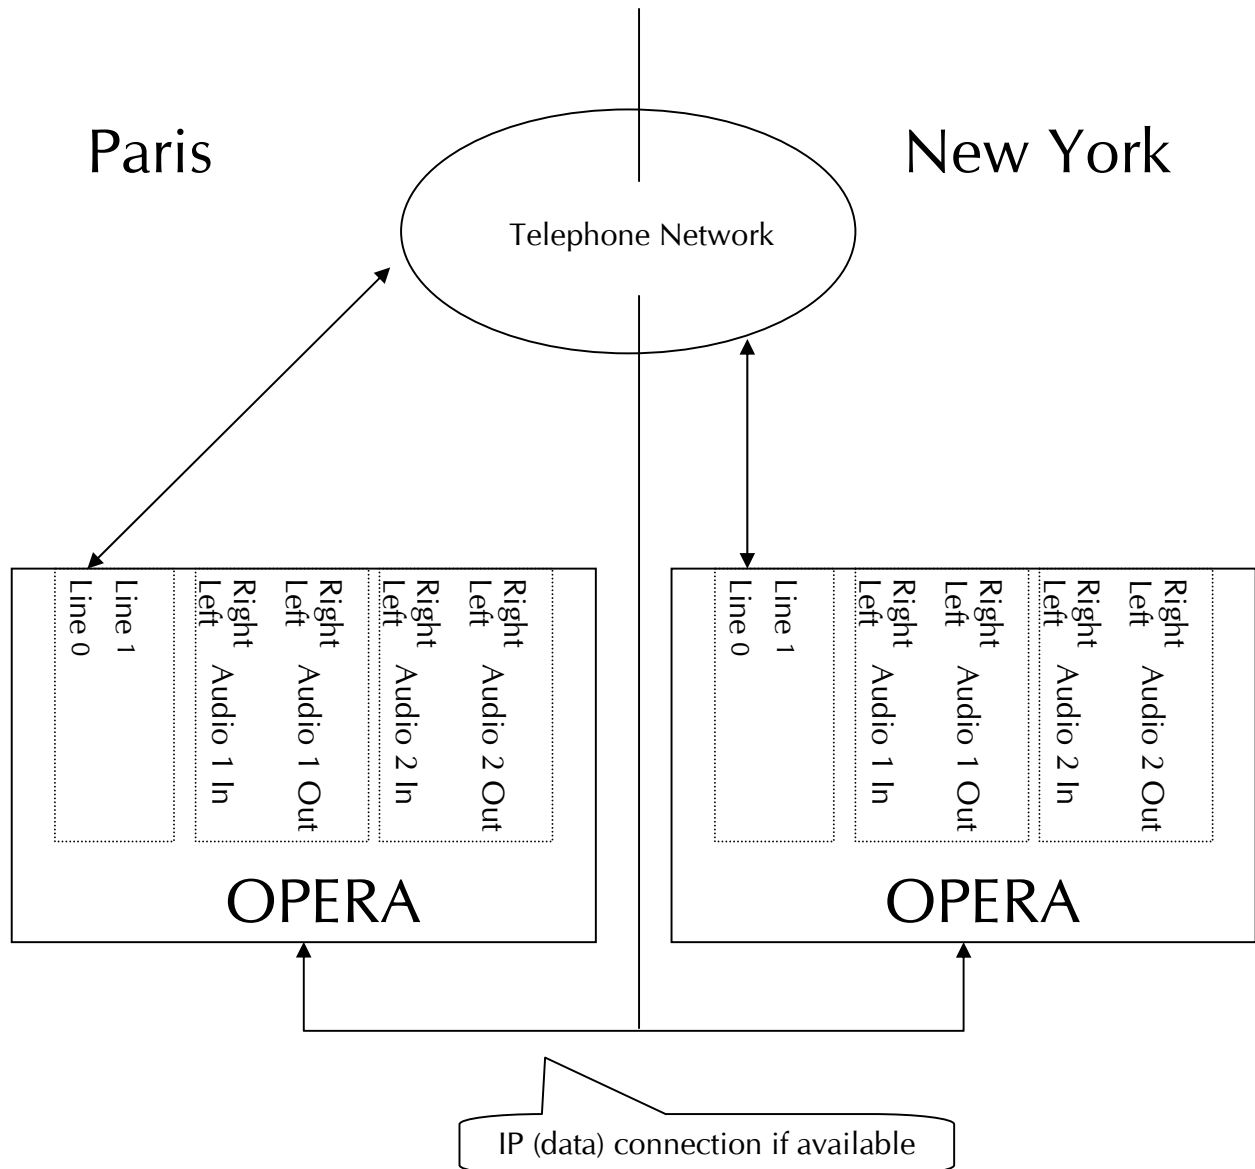 Paris
New York
Telephone Network
Line 0
Line 1
Left
Right
Audio 1 In
Left
Right
Audio 1 Out
Left
Right
Audio 2 In
Left
Right
Audio 2 Out
OPERA
Line 0
Line 1
Left
Right
Audio 1 In
Left
Right
Audio 1 Out
Left
Right
Audio 2 In
Left
Right
Audio 2 Out
OPERA
IP (data) connection if available